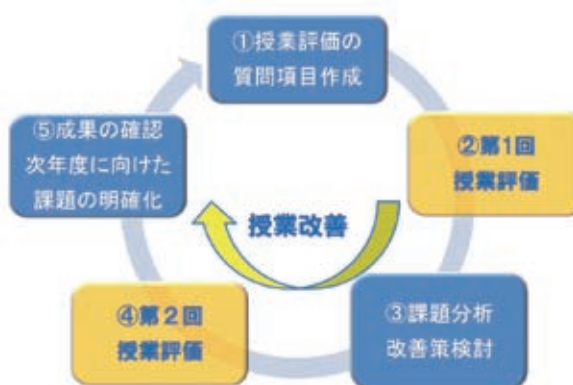 ①授業評価の
質問項目作成
②第1回
授業評価
③課題分析
改善策検討
④第2回
授業評価
⑤成果の確認
次年度に向けた
課題の明確化
授業改善